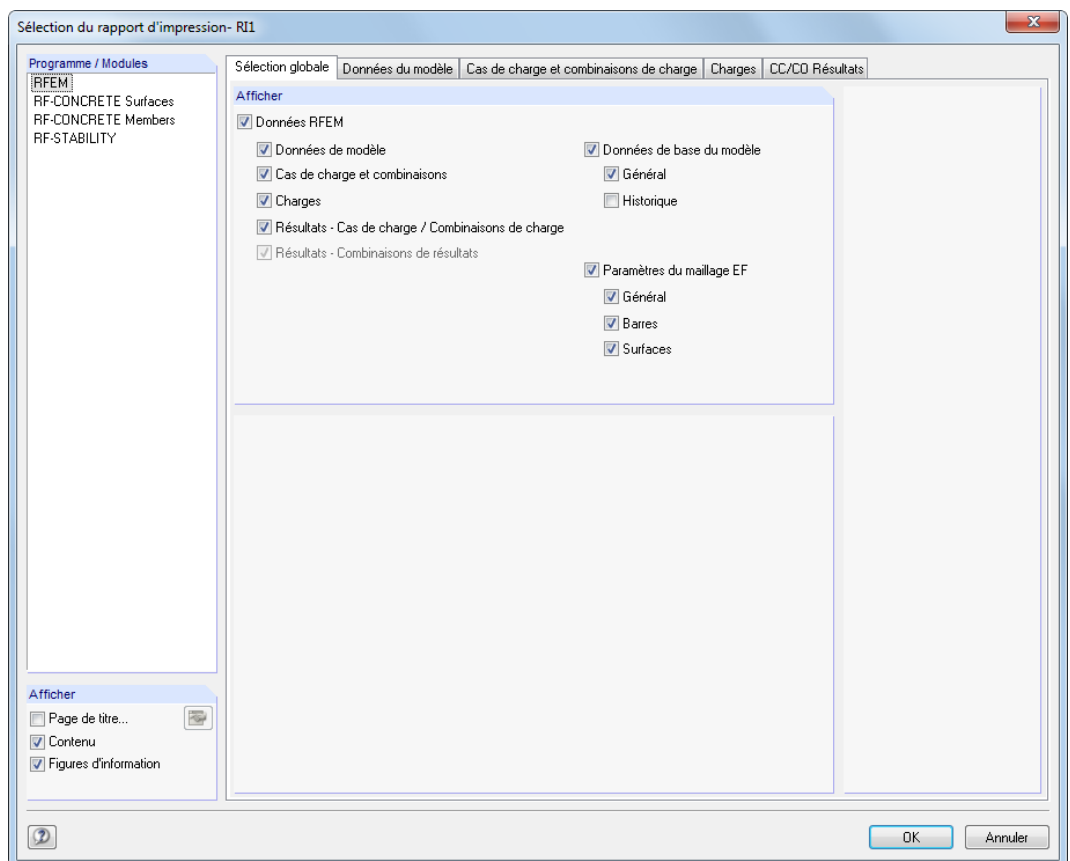 Sélection du rapport d'impression- RI1
Programme / Modules
RFEM
RF-CONCRETE Surfaces
RF-CONCRETE Members
RF-STABILITY
Sélection globale
Données du modèle
Cas de charge et combinaisons de charge
Charges
CC/CO Résultats
Afficher
Données RFEM
Données de modèle
Cas de charge et combinaisons
Charges
Résultats - Cas de charge / Combinaisons de charge
Résultats - Combinaisons de résultats
Données de base du modèle
Général
Historique
Paramètres du maillage EF
Général
Barres
Surfaces
Afficher
Page de titre...
Contenu
Figures d'information
OK
Annuler